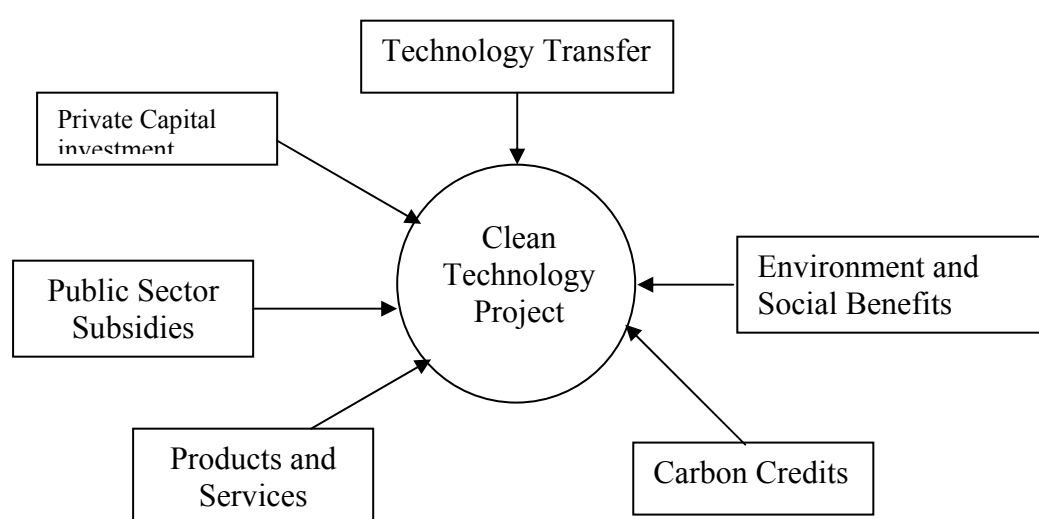 Technology Transfer
Private Capital
investment
Clean
Technology
Project
Environment and
Social Benefits
Public Sector
Subsidies
Products and
Services
Carbon Credits